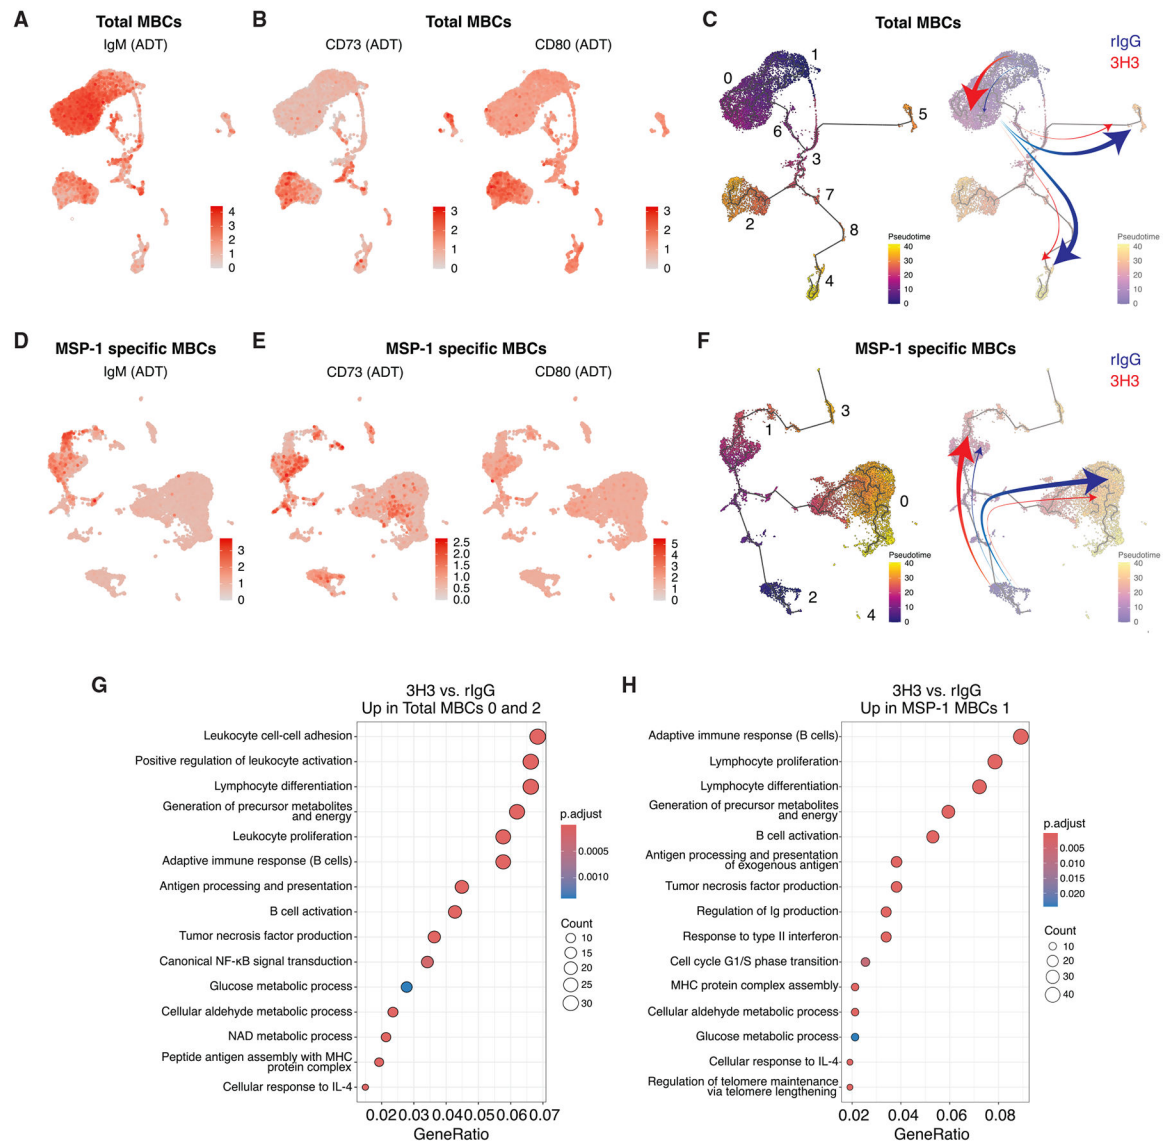 A
Total MBCs
IgM (ADT)
4
3
2
1
0
B
Total MBCs
CD73 (ADT)
CD80 (ADT)
3
2
1
0
3
2
1
0
C
Total MBCs
rIgG
3H3
0
1
5
6
3
2
7
8
4
Pseudotime
40
30
20
10
0
Pseudotime
40
30
20
10
0
D
MSP-1 specific MBCs
IgM (ADT)
3
2
1
0
E
MSP-1 specific MBCs
CD73 (ADT)
CD80 (ADT)
2.5
2.0
1.5
1.0
0.5
0.0
5
4
3
2
1
0
F
MSP-1 specific MBCs
rIgG
3H3
3
1
0
2
4
Pseudotime
40
30
20
10
0
Pseudotime
40
30
20
10
0
G
3H3 vs. rIgG
Up in Total MBCs 0 and 2
Leukocyte cell-cell adhesion
Positive regulation of leukocyte activation
Lymphocyte differentiation
Generation of precursor metabolites
and energy
Leukocyte proliferation
Adaptive immune response (B cells)
Antigen processing and presentation
B cell activation
Tumor necrosis factor production
Canonical NF-κB signal transduction
Glucose metabolic process
Cellular aldehyde metabolic process
NAD metabolic process
Peptide antigen assembly with MHC
protein complex
Cellular response to IL-4
0.02 0.03 0.04 0.05 0.06 0.07
GeneRatio
p.adjust
0.0005
0.0010
Count
10
15
20
25
30
H
3H3 vs. rIgG
Up in MSP-1 MBCs 1
Adaptive immune response (B cells)
Lymphocyte proliferation
Lymphocyte differentiation
Generation of precursor metabolites
and energy
B cell activation
Antigen processing and presentation
of exogenous antigen
Tumor necrosis factor production
Regulation of Ig production
Response to type II interferon
Cell cycle G1/S phase transition
MHC protein complex assembly
Cellular aldehyde metabolic process
Glucose metabolic process
Cellular response to IL-4
Regulation of telomere maintenance
via telomere lengthening
0.02 0.04 0.06 0.08
GeneRatio
p.adjust
0.005
0.010
0.015
0.020
Count
10
20
30
40